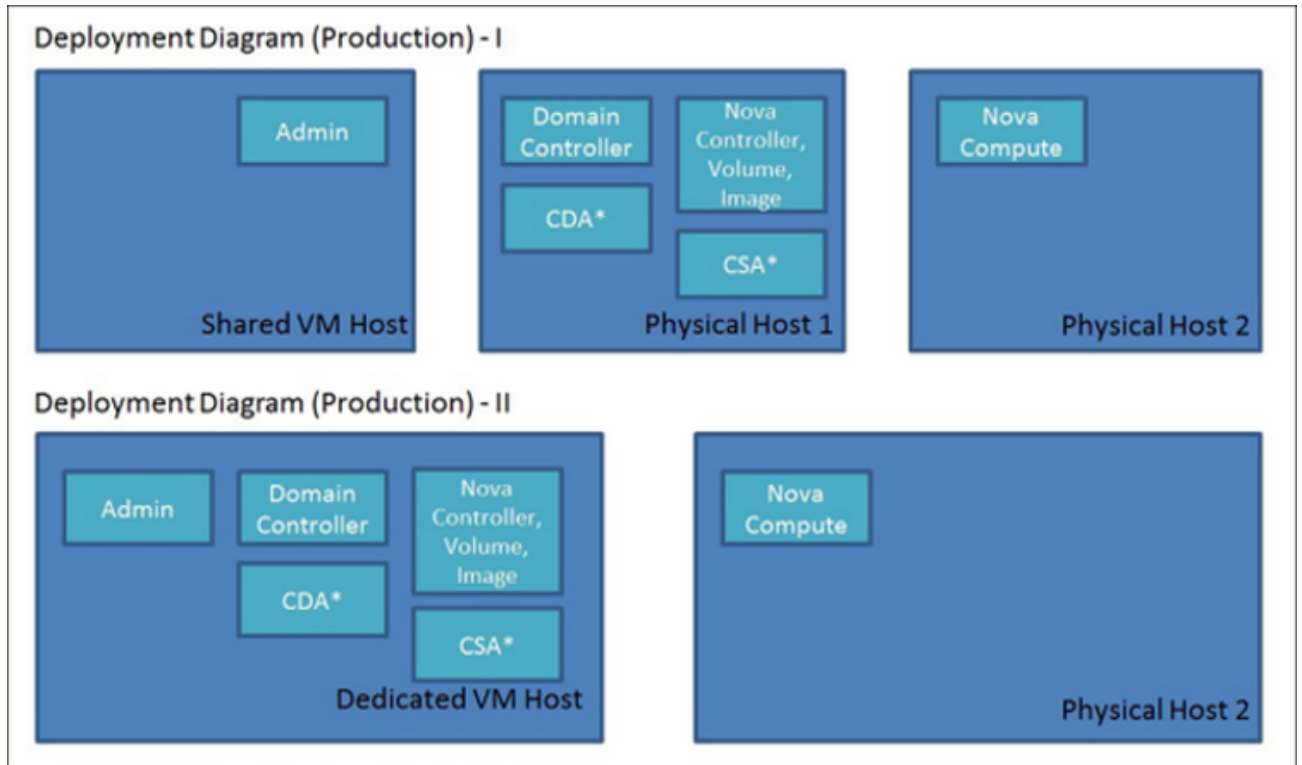 Deployment Diagram (Production) - I
Admin
Shared VM Host
Domain
Controller
CDA*
Nova
Controller,
Volume,
Image
CSA*
Physical Host 1
Nova
Compute
Physical Host 2
Deployment Diagram (Production) - II
Admin
Domain
Controller
CDA*
Nova
Controller,
Volume,
Image
CSA*
Dedicated VM Host
Nova
Compute
Physical Host 2